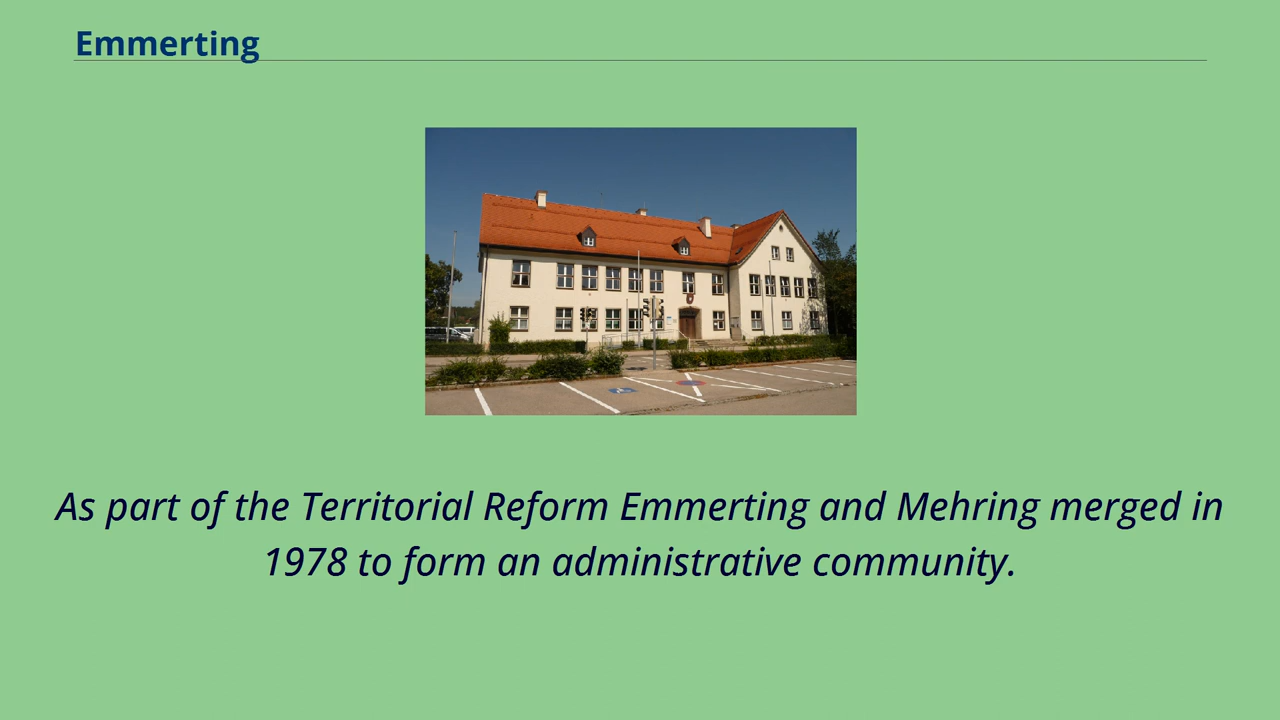 Emmerting
As part of the Territorial Reform Emmerting and Mehring merged in
1978 to form an administrative community.